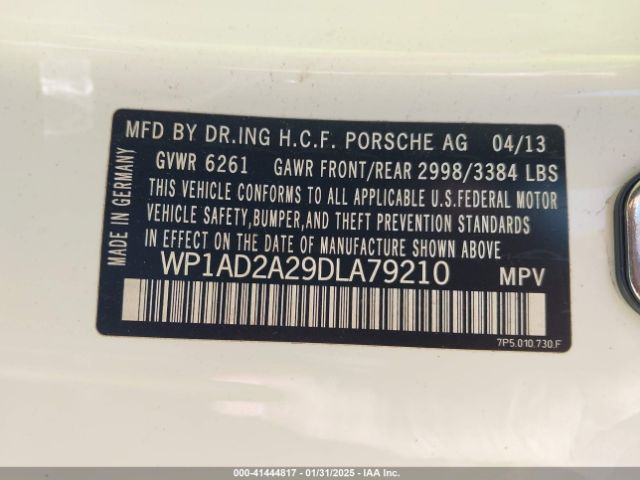 MFD BY DR.ING H.C.F. PORSCHE AG 04/13
GVWR 6261 GAWR FRONT/REAR 2998/3384 LBS
THIS VEHICLE CONFORMS TO ALL APPLICABLE U.S.FEDERAL MOTOR
VEHICLE SAFETY,BUMPER,AND THEFT PREVENTION STANDARDS
IN EFFECT ON THE DATE OF MANUFACTURE SHOWN ABOVE.
WP1AD2A29DLA79210 MPV
MADE IN GERMANY
7P5.010.730.F
000-41444817 - 01/31/2025 - IAAI.COM